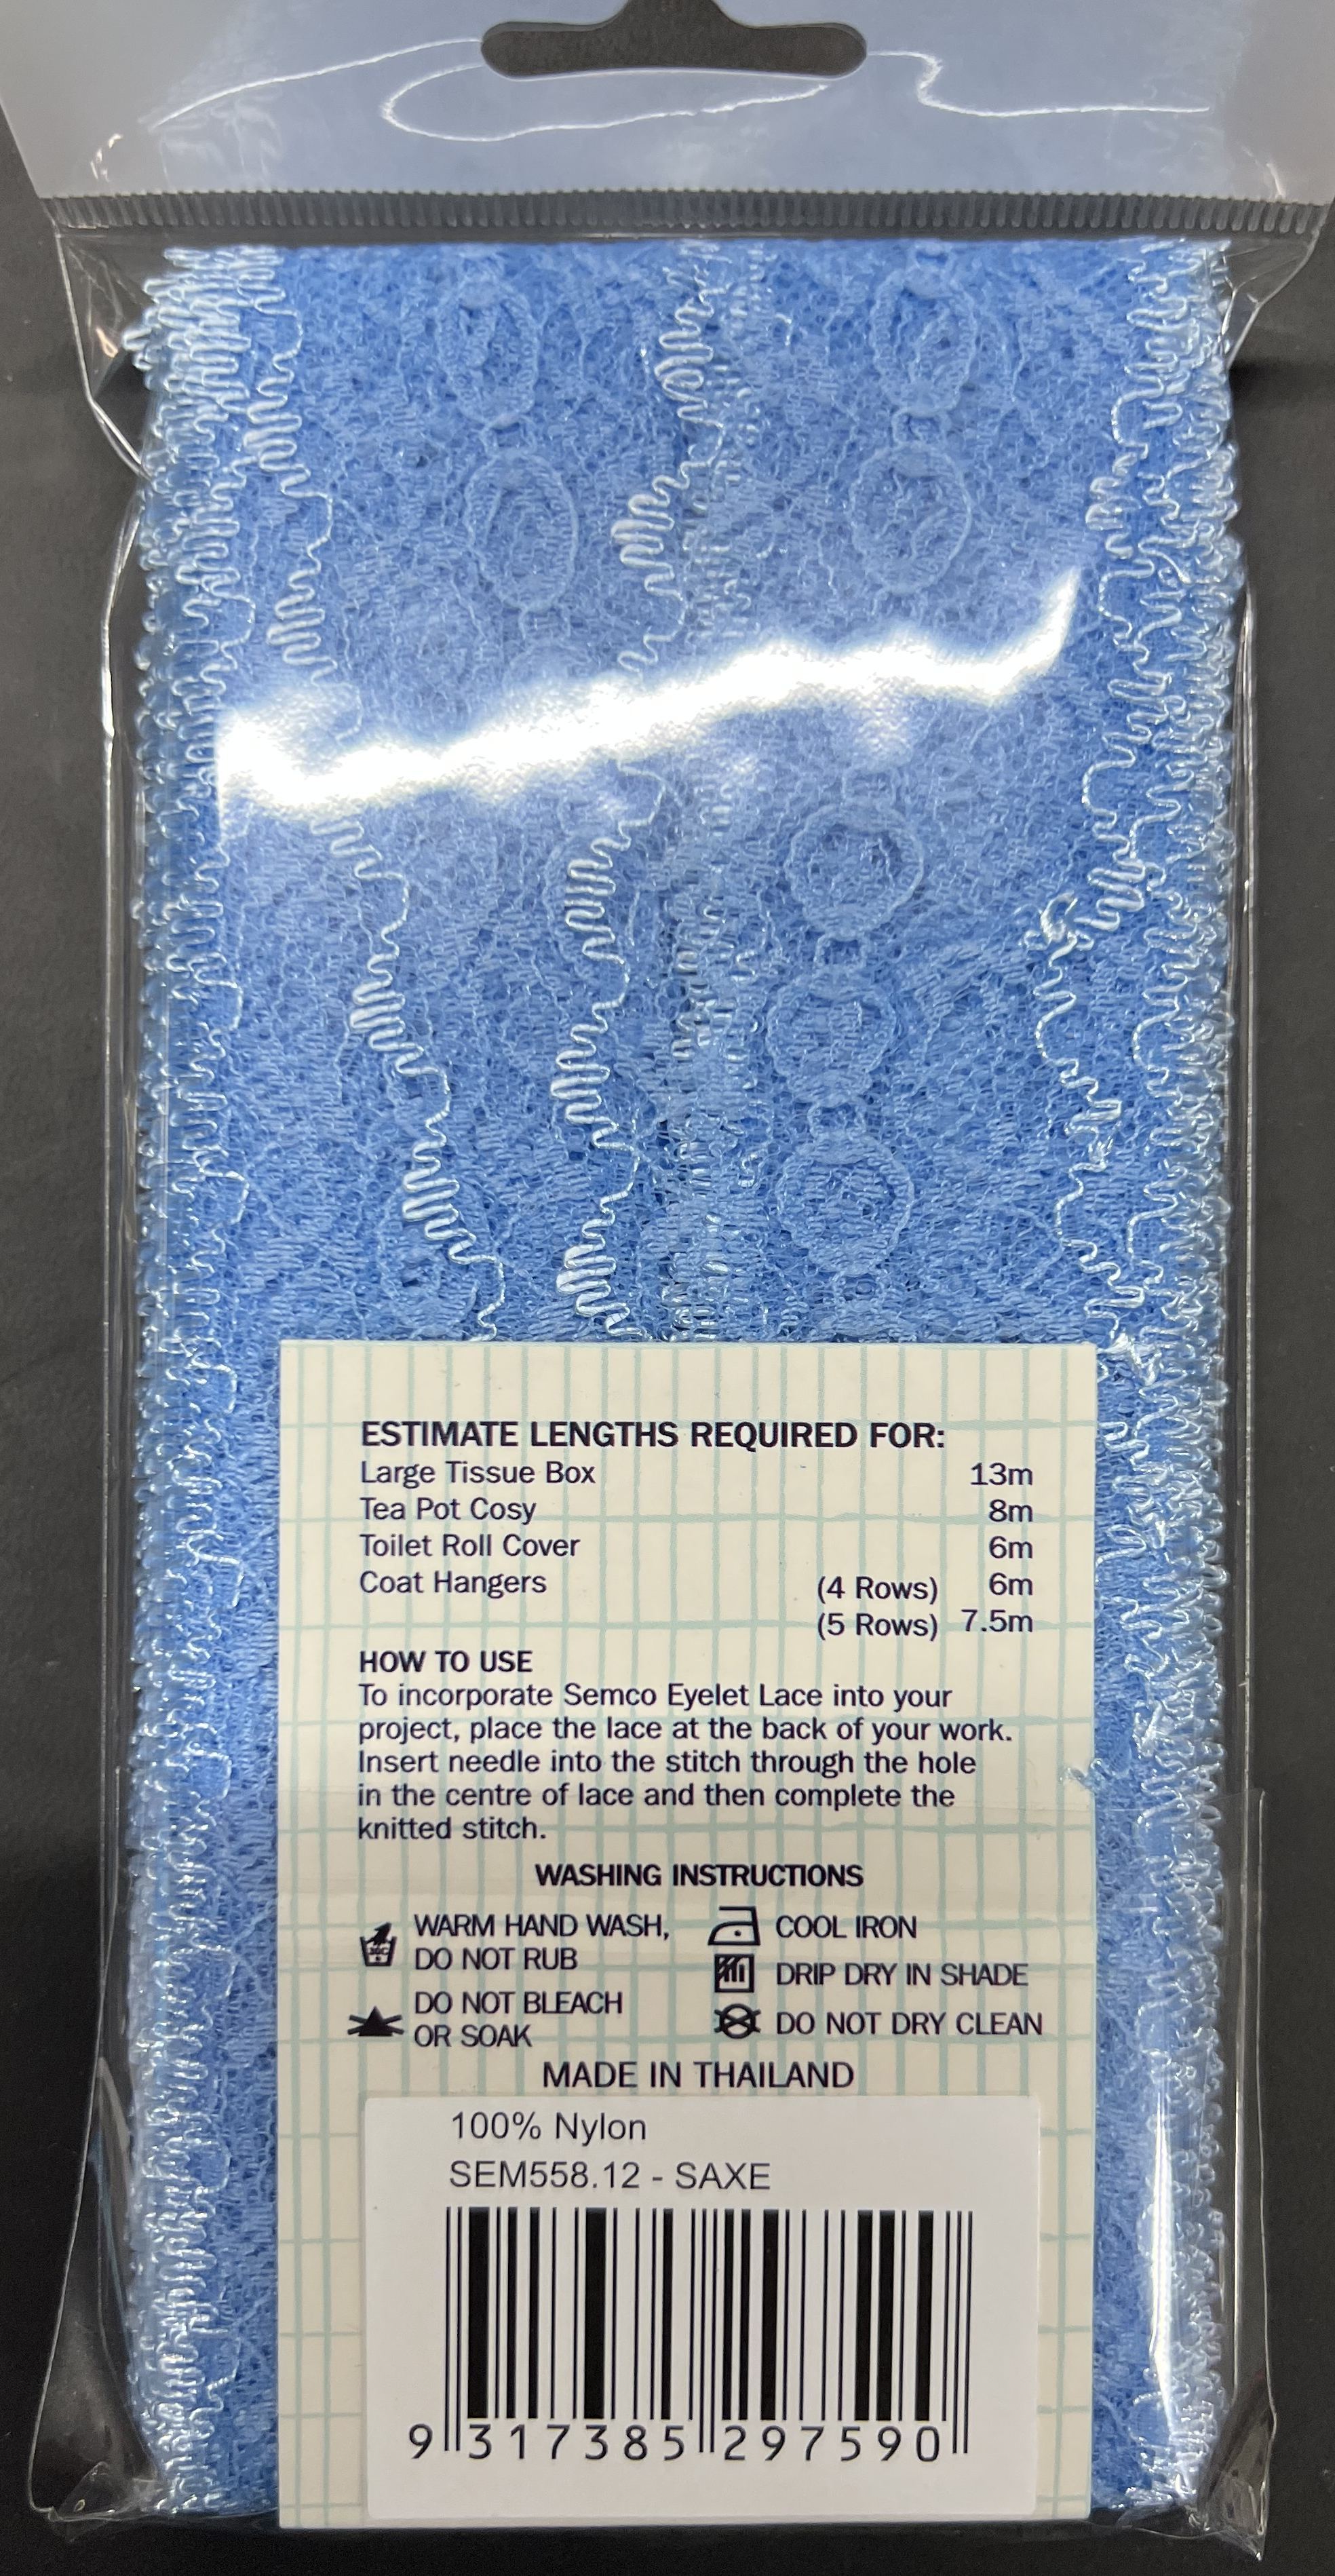 ESTIMATE LENGTHS REQUIRED FOR:
Large Tissue Box 13m
Tea Pot Cosy 8m
Toilet Roll Cover 6m
Coat Hangers (4 Rows) 6m
(5 Rows) 7.5m
HOW TO USE
To incorporate Semco Eyelet Lace into your
project, place the lace at the back of your work.
Insert needle into the stitch through the hole
in the centre of lace and then complete the
knitted stitch.
WASHING INSTRUCTIONS
WARM HAND WASH,
DO NOT RUB
DO NOT BLEACH
OR SOAK
COOL IRON
DRIP DRY IN SHADE
DO NOT DRY CLEAN
MADE IN THAILAND
100% Nylon
SEM558.12 - SAXE
9 317385 297590